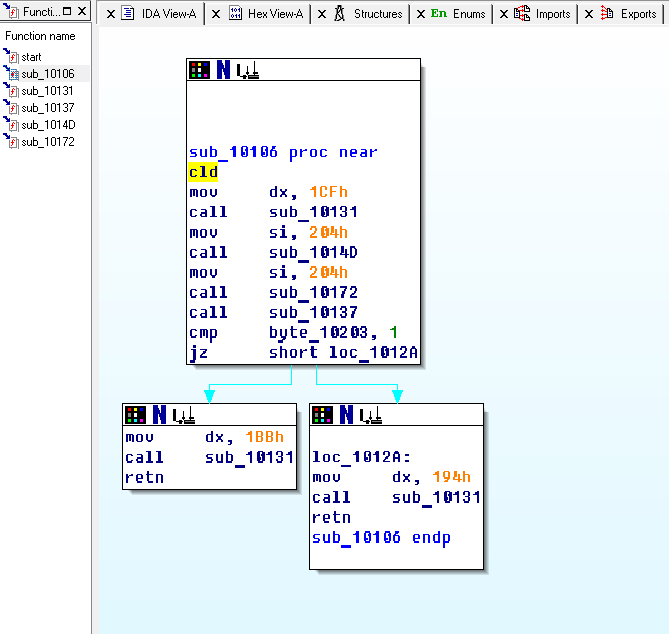 Functi...
IDA View-A
Hex View-A
Structures
En Enums
Imports
Exports
Function name
start
sub_10106
sub_10131
sub_10137
sub_1014D
sub_10172
sub_10106 proc near
cld
mov dx, 1CFh
call sub_10131
mov si, 204h
call sub_1014D
mov si, 204h
call sub_10172
call sub_10137
cmp byte_10203, 1
jz short loc_1012A
mov dx, 1BBh
call sub_10131
retn
loc_1012A:
mov dx, 194h
call sub_10131
retn
sub_10106 endp